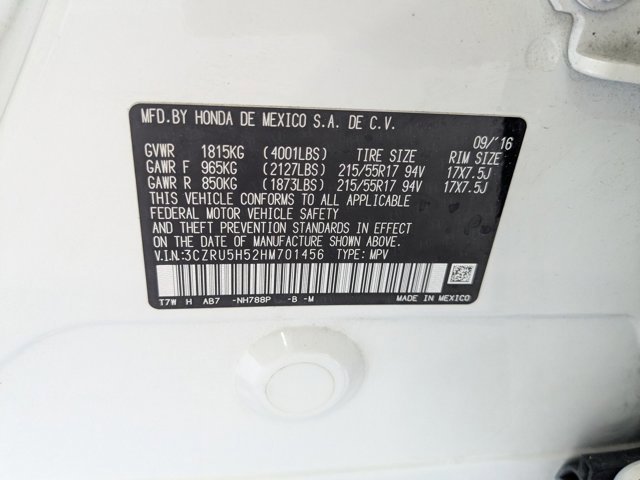 MFD.BY HONDA DE MEXICO S.A. DE C.V.
09/'16
GVWR 1815KG (4001LBS) TIRE SIZE RIM SIZE
GAWR F 965KG (2127LBS) 215/55R17 94V 17X7.5J
GAWR R 850KG (1873LBS) 215/55R17 94V 17X7.5J
THIS VEHICLE CONFORMS TO ALL APPLICABLE
FEDERAL MOTOR VEHICLE SAFETY
AND THEFT PREVENTION STANDARDS IN EFFECT
ON THE DATE OF MANUFACTURE SHOWN ABOVE.
V.I.N:3CZRU5H52HM701456 TYPE: MPV
T7W H AB7 -NH788P -B -M MADE IN MEXICO